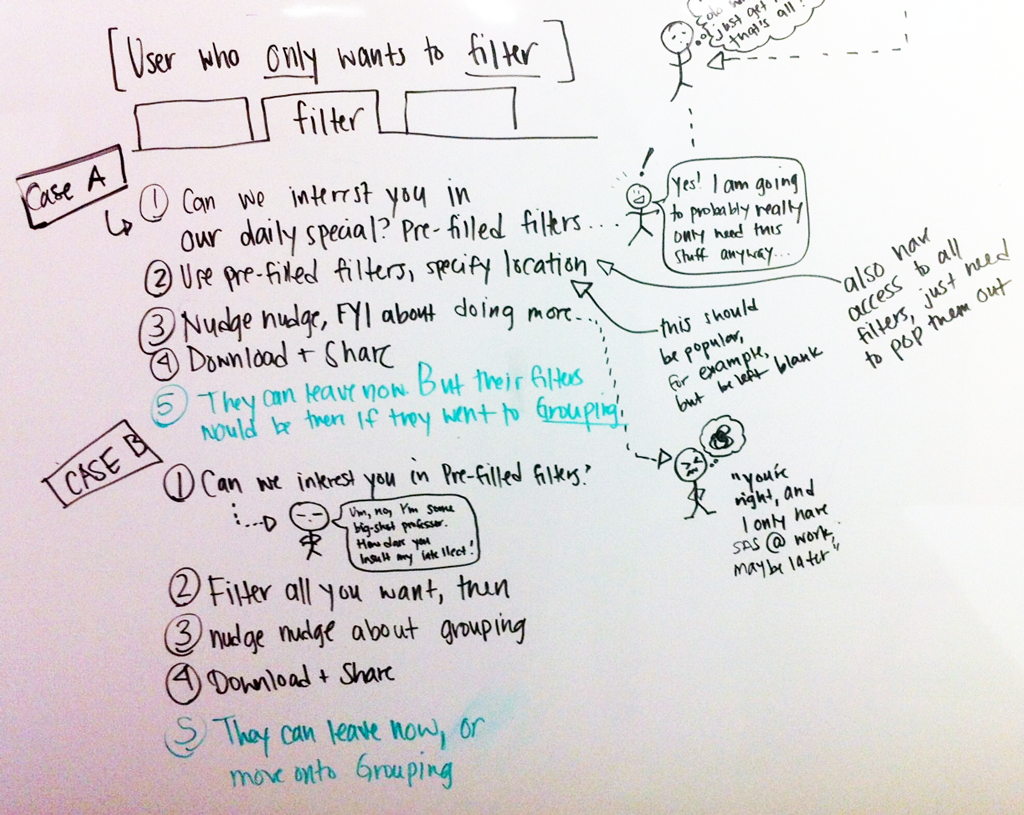 [User who only wants to filter]
filter
Case A
① Can we interrst you in
our daily special? Pre-filled filters....
② Use pre-filled filters, specify location
③ Nudge nudge, FYI about doing more...
④ Download + Share
⑤ They can leave now. But their filters
would be there if they went to Grouping.
just get
that's all!
!
Yes! I am going
to probably really
only need this
stuff anyway...
also have
access to all
filters, just need
to pop them out
this should
be popular,
for example,
but be left blank
"you're
right, and
I only have
SAS @ work,
maybe later"
CASE B
① Can we interest you in Pre-filled filters?
Um, no, I'm some
big-shot professor.
How dare you
insult my intellect!
② Filter all you want, then
③ nudge nudge about grouping
④ Download + Share
5 They can leave now, or
move onto Grouping